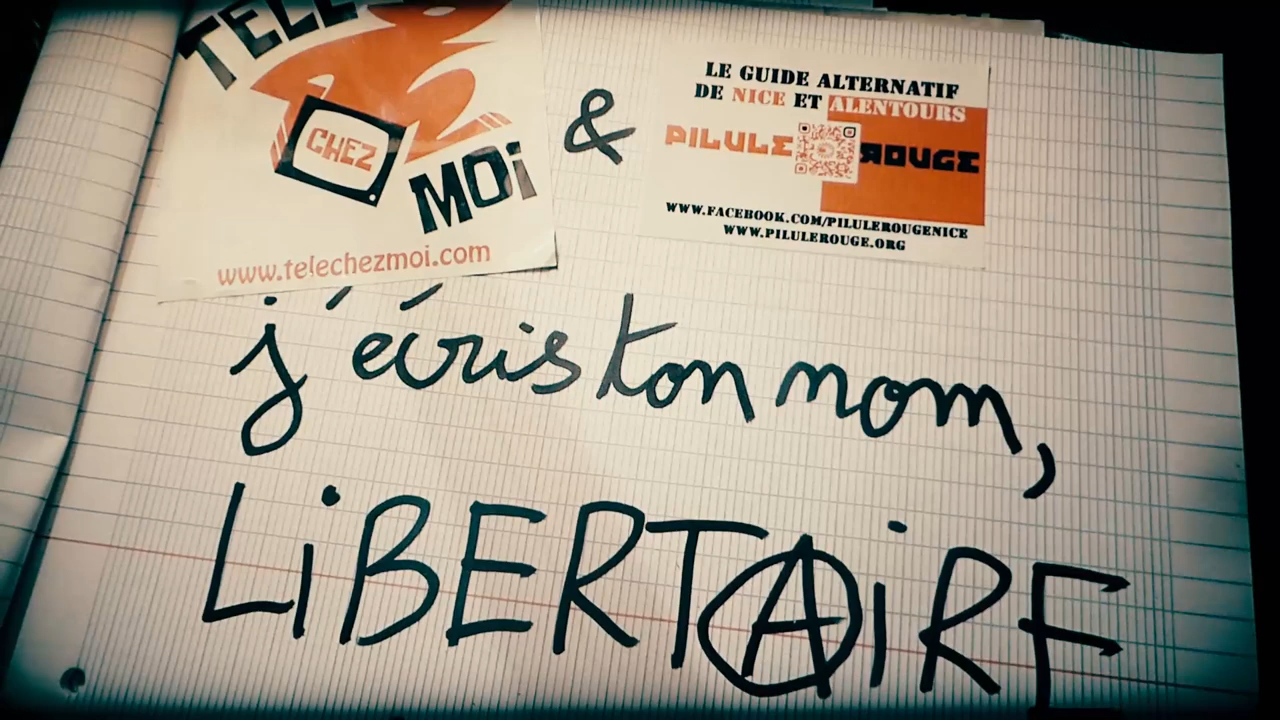 TELE
CHEZ
MOi
www.telechezmoi.com
&
LE GUIDE ALTERNATIF
DE NICE ET ALENTOURS
PILULE ROUGE
WWW.FACEBOOK.COM/PILULEROUGENICE
WWW.PILULEROUGE.ORG
j'écris ton nom,
LiBERTAiRE